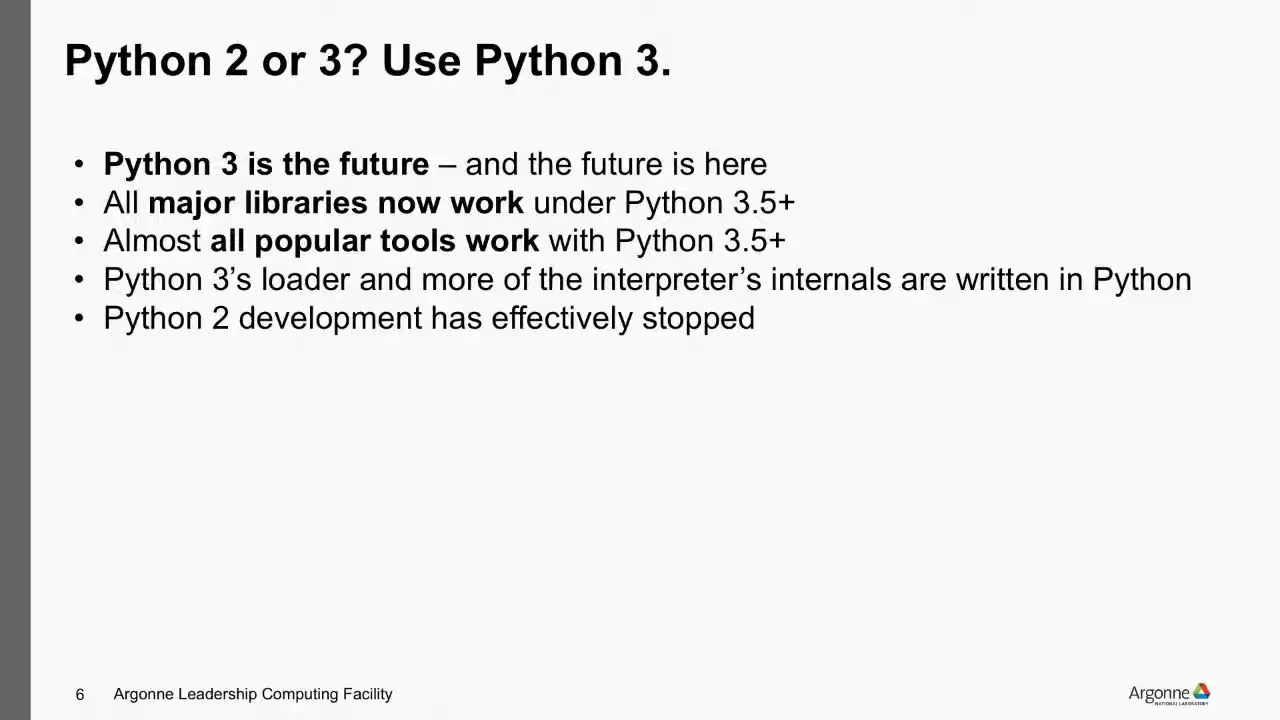 Python 2 or 3? Use Python 3.
• Python 3 is the future – and the future is here
• All major libraries now work under Python 3.5+
• Almost all popular tools work with Python 3.5+
• Python 3’s loader and more of the interpreter’s internals are written in Python
• Python 2 development has effectively stopped
6 Argonne Leadership Computing Facility
Argonne
NATIONAL LABORATORY